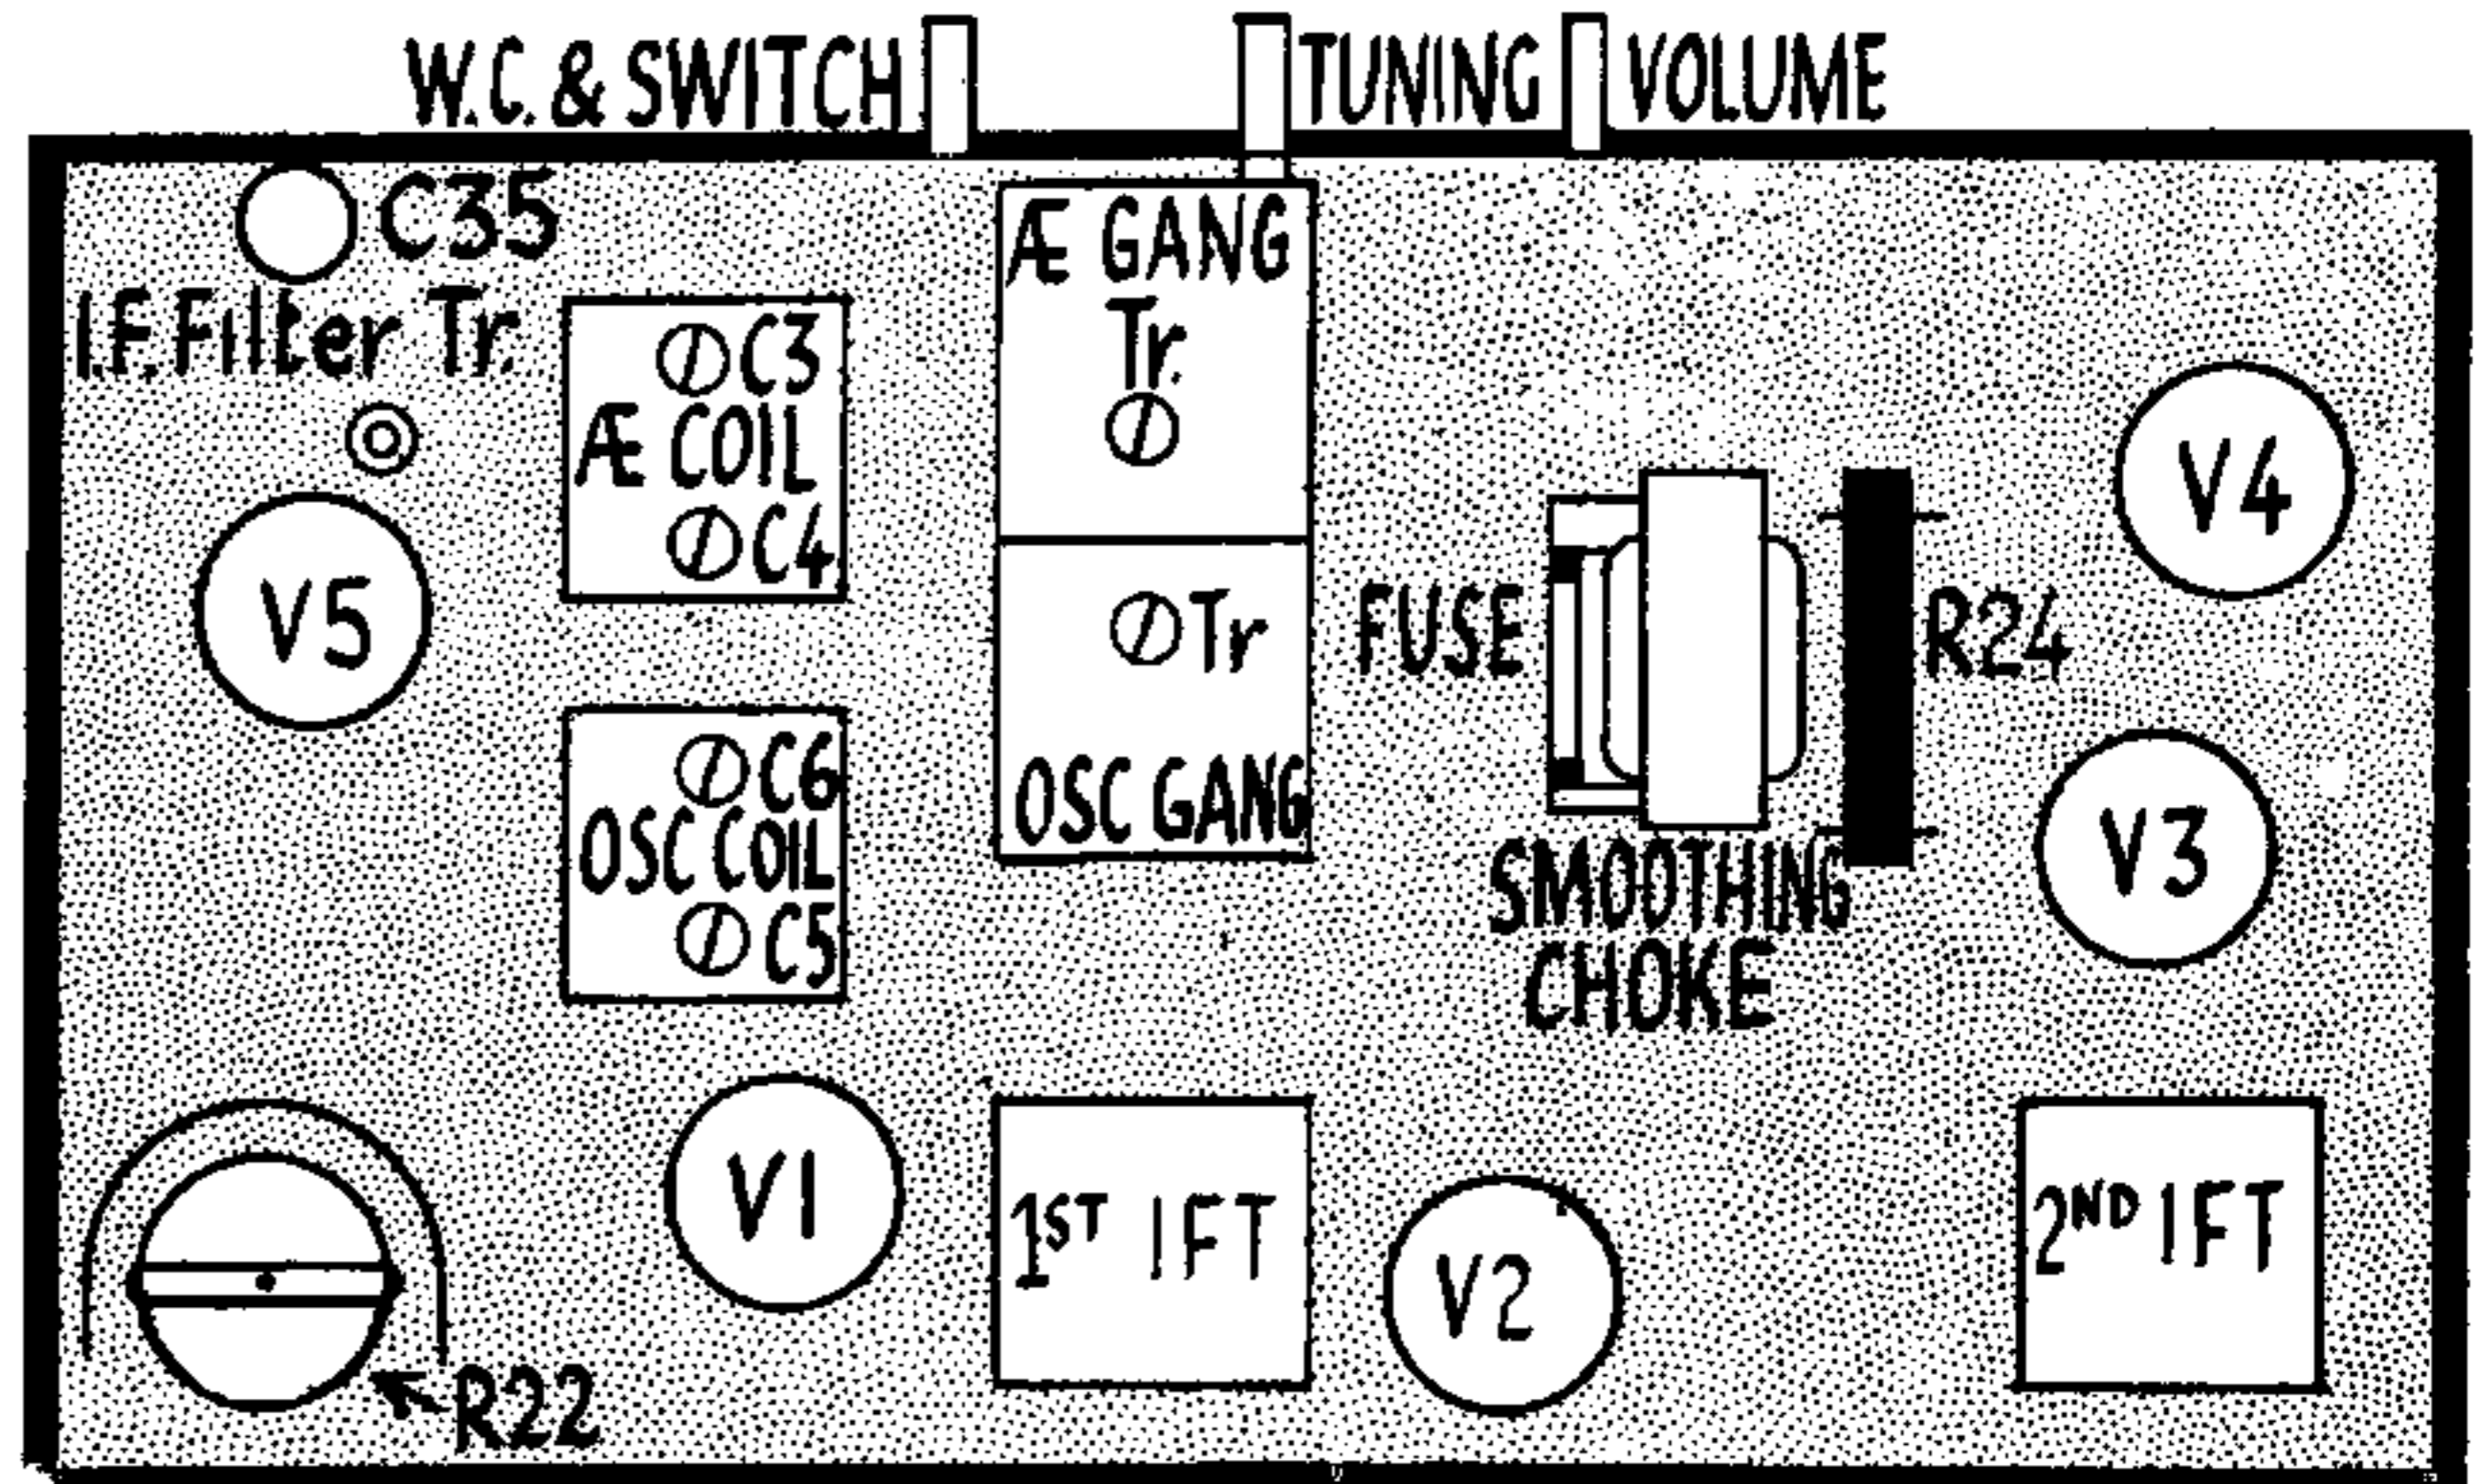 W.C. & SWITCH
TUNING
VOLUME
C35
I.F. Filter Tr.
C3
Æ COIL
C4
Æ GANG
Tr.
Tr
OSC GANG
V5
C6
OSC COIL
C5
FUSE
R24
SMOOTHING
CHOKE
V4
V3
V1
1ST IFT
V2
2ND IFT
R22